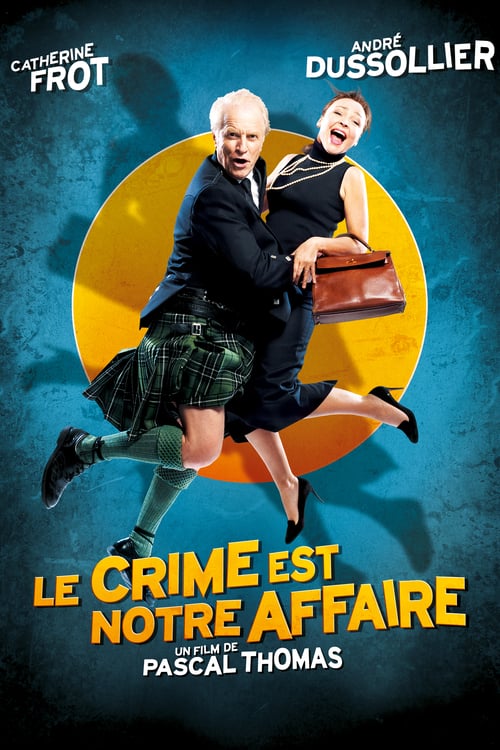 CATHERINE
FROT
ANDRÉ
DUSSOLLIER
LE CRIME EST
NOTRE AFFAIRE
UN FILM DE
PASCAL THOMAS